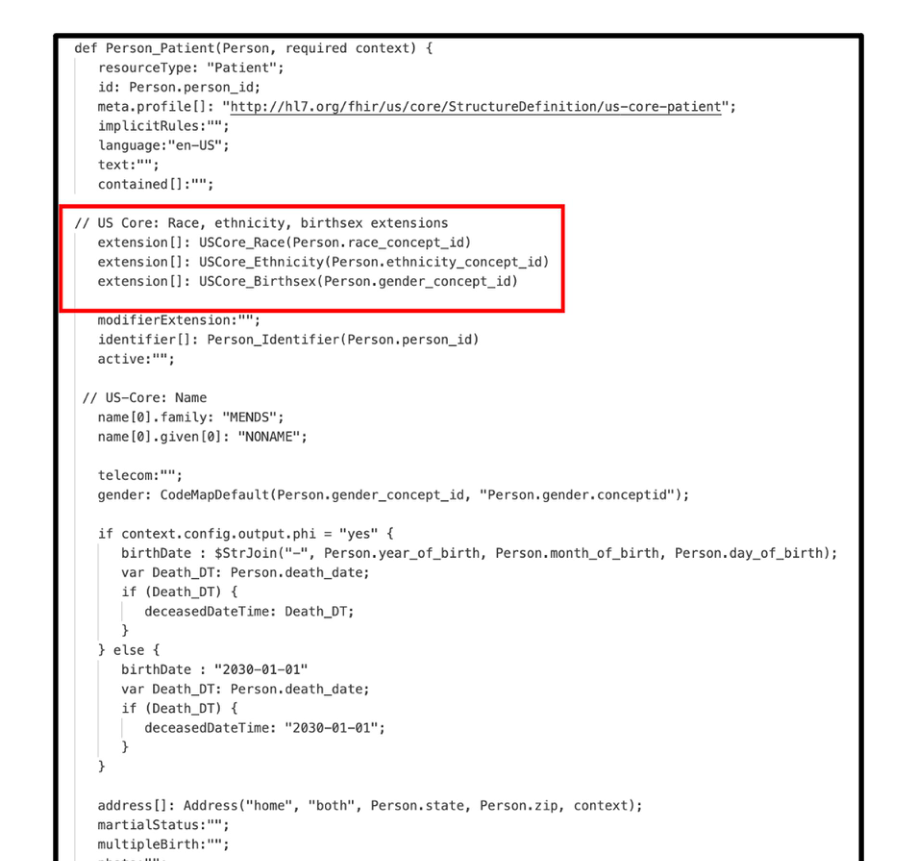 def Person_Patient(Person, required context) {
resourceType: "Patient";
id: Person.person_id;
meta.profile[]: "http://hl7.org/fhir/us/core/StructureDefinition/us-core-patient";
implicitRules:"";
language:"en-US";
text:"";
contained[]:"";
// US Core: Race, ethnicity, birthsex extensions
extension[]: USCore_Race(Person.race_concept_id)
extension[]: USCore_Ethnicity(Person.ethnicity_concept_id)
extension[]: USCore_Birthsex(Person.gender_concept_id)
modifierExtension:"";
identifier[]: Person_Identifier(Person.person_id)
active:"";
// US-Core: Name
name[0].family: "MENDS";
name[0].given[0]: "NONAME";
telecom:"";
gender: CodeMapDefault(Person.gender_concept_id, "Person.gender.conceptid");
if context.config.output.phi = "yes" {
birthDate : $StrJoin("-", Person.year_of_birth, Person.month_of_birth, Person.day_of_birth);
var Death_DT: Person.death_date;
if (Death_DT) {
deceasedDateTime: Death_DT;
}
} else {
birthDate : "2030-01-01"
var Death_DT: Person.death_date;
if (Death_DT) {
deceasedDateTime: "2030-01-01";
}
}
address[]: Address("home", "both", Person.state, Person.zip, context);
martialStatus:"";
multipleBirth:"";